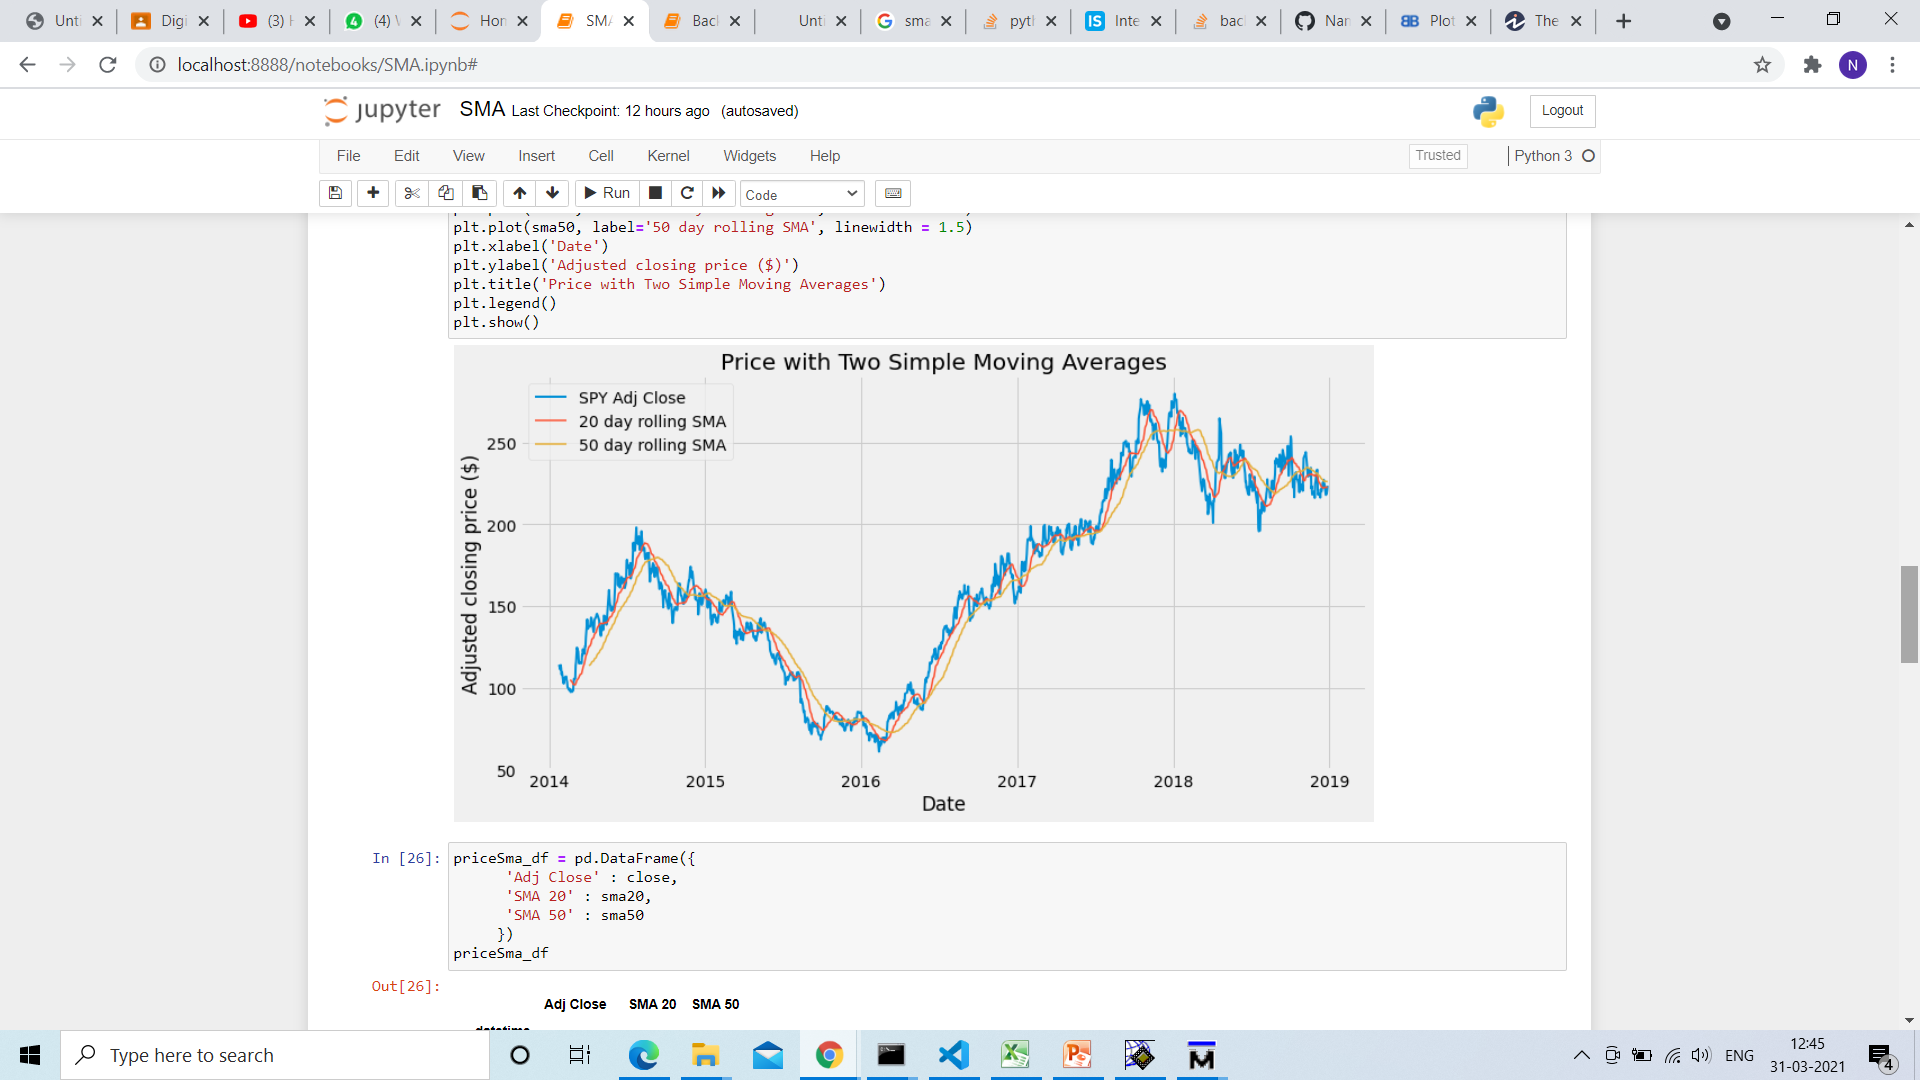 Unti
Digi
(3) H
(4) W
Hon
SMA
Back
Unti
sma
pyth
Inte
bac
Nan
Plot
The
localhost:8888/notebooks/SMA.ipynb#
N
jupyter SMA Last Checkpoint: 12 hours ago (autosaved)
Logout
File Edit View Insert Cell Kernel Widgets Help
Trusted
Python 3
Run
Code
plt.plot(sma50, label='50 day rolling SMA', linewidth = 1.5)
plt.xlabel('Date')
plt.ylabel('Adjusted closing price ($)')
plt.title('Price with Two Simple Moving Averages')
plt.legend()
plt.show()
Price with Two Simple Moving Averages
SPY Adj Close
20 day rolling SMA
50 day rolling SMA
Adjusted closing price ($)
250
200
150
100
50
2014 2015 2016 2017 2018 2019
Date
In [26]:
priceSma_df = pd.DataFrame({
'Adj Close' : close,
'SMA 20' : sma20,
'SMA 50' : sma50
})
priceSma_df
Out[26]:
Adj Close SMA 20 SMA 50
datetime
Type here to search
ENG
12:45
31-03-2021
4